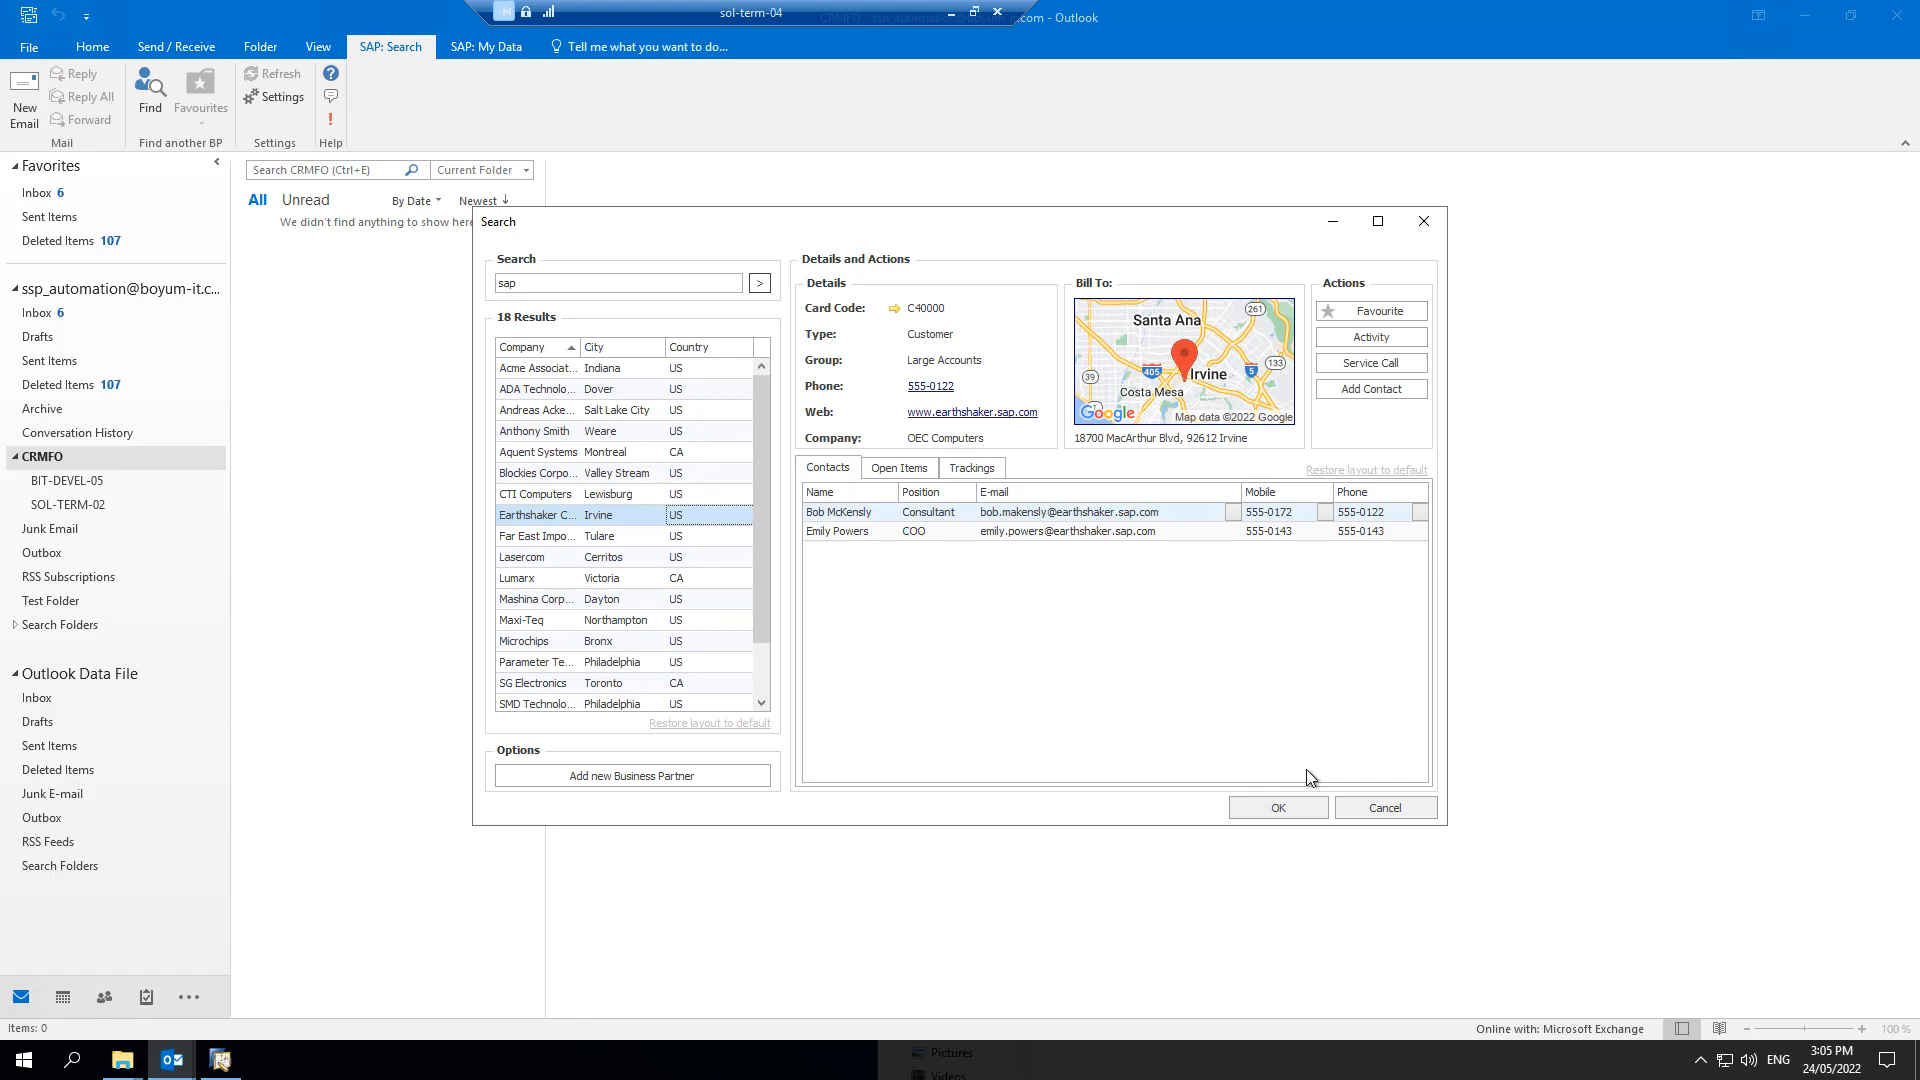 sol-term-04
CRMFO - ssp_automation@boyum-it.com - Outlook
File
Home
Send / Receive
Folder
View
SAP: Search
SAP: My Data
Tell me what you want to do...
New
Email
Reply
Reply All
Forward
Mail
Find
Favourites
Find another BP
Refresh
Settings
Settings
Help
Favorites
Inbox 6
Sent Items
Deleted Items 107
ssp_automation@boyum-it.c...
Inbox 6
Drafts
Sent Items
Deleted Items 107
Archive
Conversation History
CRMFO
BIT-DEVEL-05
SOL-TERM-02
Junk Email
Outbox
RSS Subscriptions
Test Folder
Search Folders
Outlook Data File
Inbox
Drafts
Sent Items
Deleted Items
Junk E-mail
Outbox
RSS Feeds
Search Folders
Search CRMFO (Ctrl+E)
Current Folder
All Unread
By Date
Newest
We didn't find anything to show here
Search
Search
sap
>
18 Results
Company City Country
Acme Associat... Indiana US
ADA Technolo... Dover US
Andreas Acke... Salt Lake City US
Anthony Smith Weare US
Aquent Systems Montreal CA
Blockies Corpo... Valley Stream US
CTI Computers Lewisburg US
Earthshaker C... Irvine US
Far East Impo... Tulare US
Lasercom Cerritos US
Lumarx Victoria CA
Mashina Corp... Dayton US
Maxi-Teq Northampton US
Microchips Bronx US
Parameter Te... Philadelphia US
SG Electronics Toronto CA
SMD Technolo... Philadelphia US
Restore layout to default
Options
Add new Business Partner
Details and Actions
Details
Card Code: C40000
Type: Customer
Group: Large Accounts
Phone: 555-0122
Web: www.earthshaker.sap.com
Company: OEC Computers
Bill To:
Santa Ana
261
405
Irvine
5
133
39
Costa Mesa
Google
Map data ©2022 Google
18700 MacArthur Blvd, 92612 Irvine
Actions
Favourite
Activity
Service Call
Add Contact
Contacts
Open Items
Trackings
Restore layout to default
Name Position E-mail Mobile Phone
Bob McKensly Consultant bob.makensly@earthshaker.sap.com 555-0172 555-0122
Emily Powers COO emily.powers@earthshaker.sap.com 555-0143 555-0143
OK
Cancel
Items: 0
Online with: Microsoft Exchange
100 %
Pictures
Videos
ENG
3:05 PM
24/05/2022